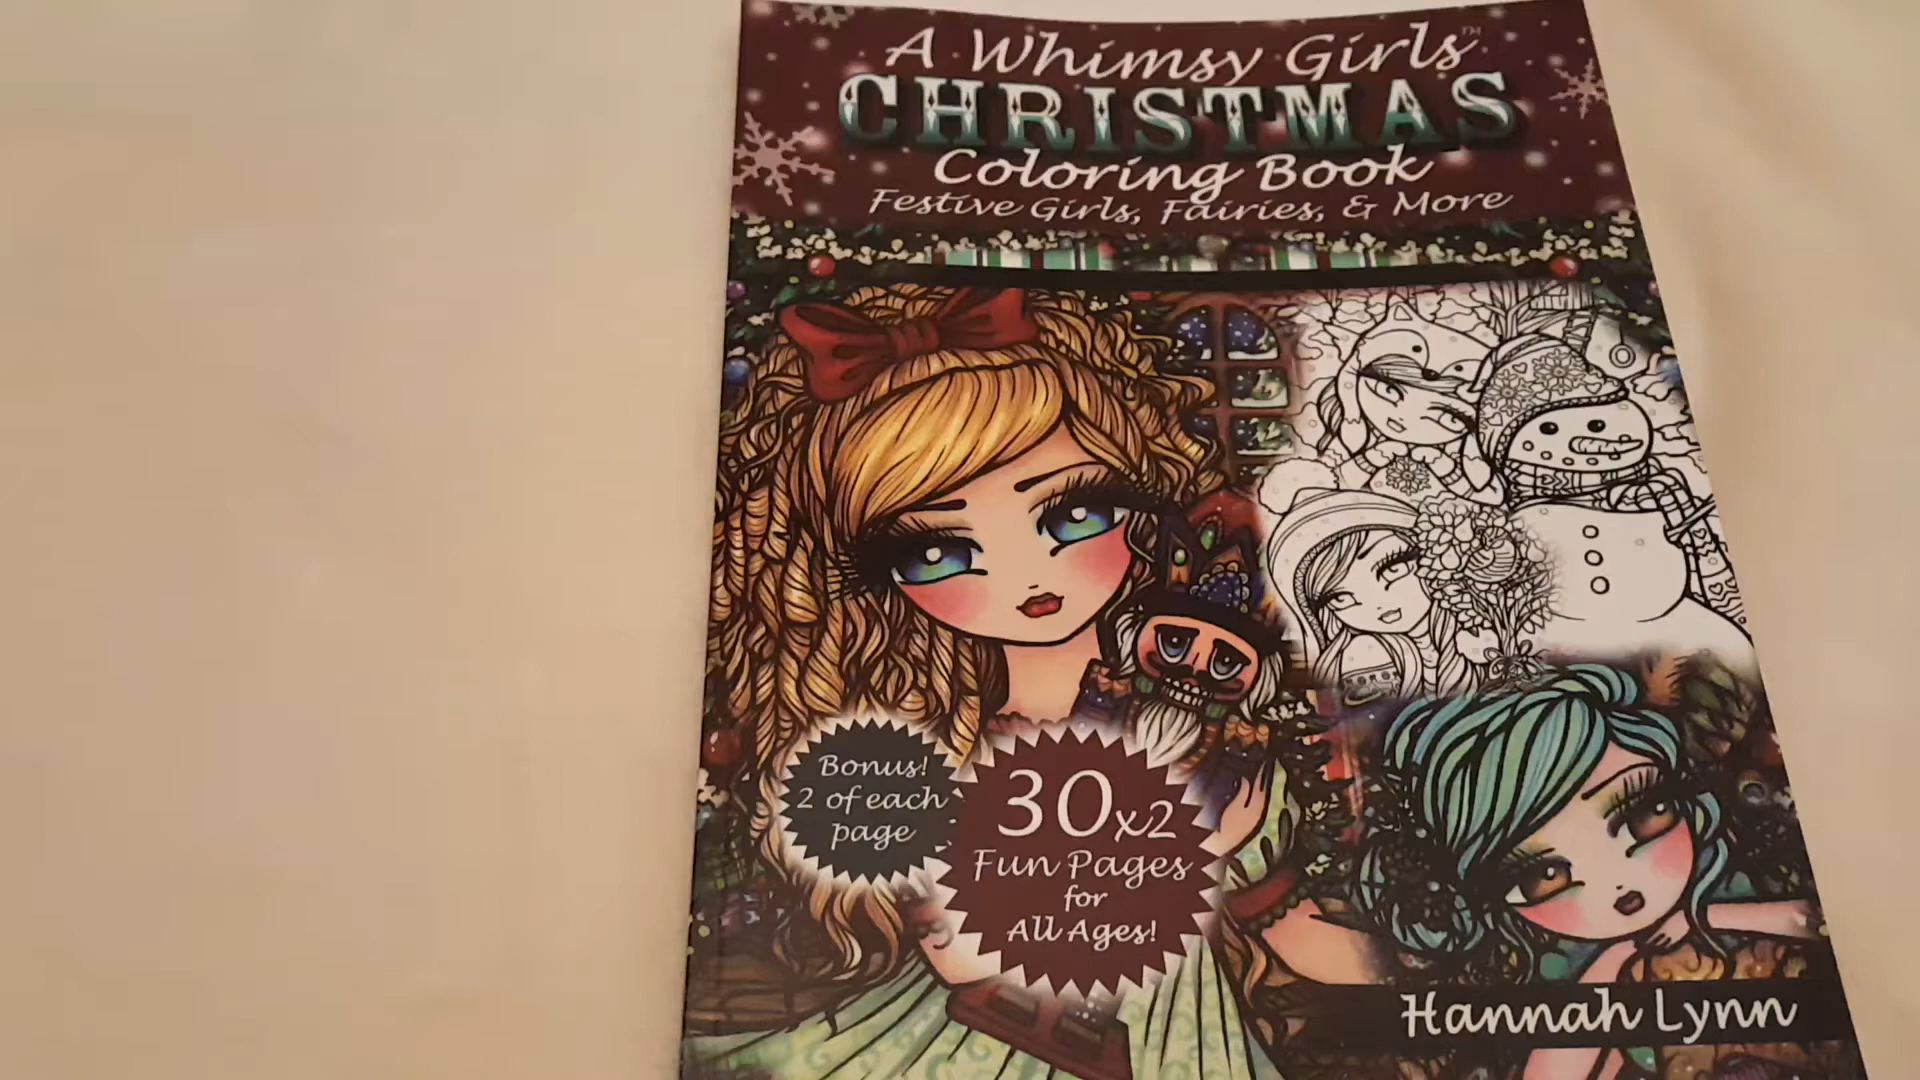 A Whimsy Girls™
CHRISTMAS
Coloring Book
Festive Girls, Fairies, & More
Bonus!
2 of each
page
30x2
Fun Pages
for
All Ages!
Hannah Lynn